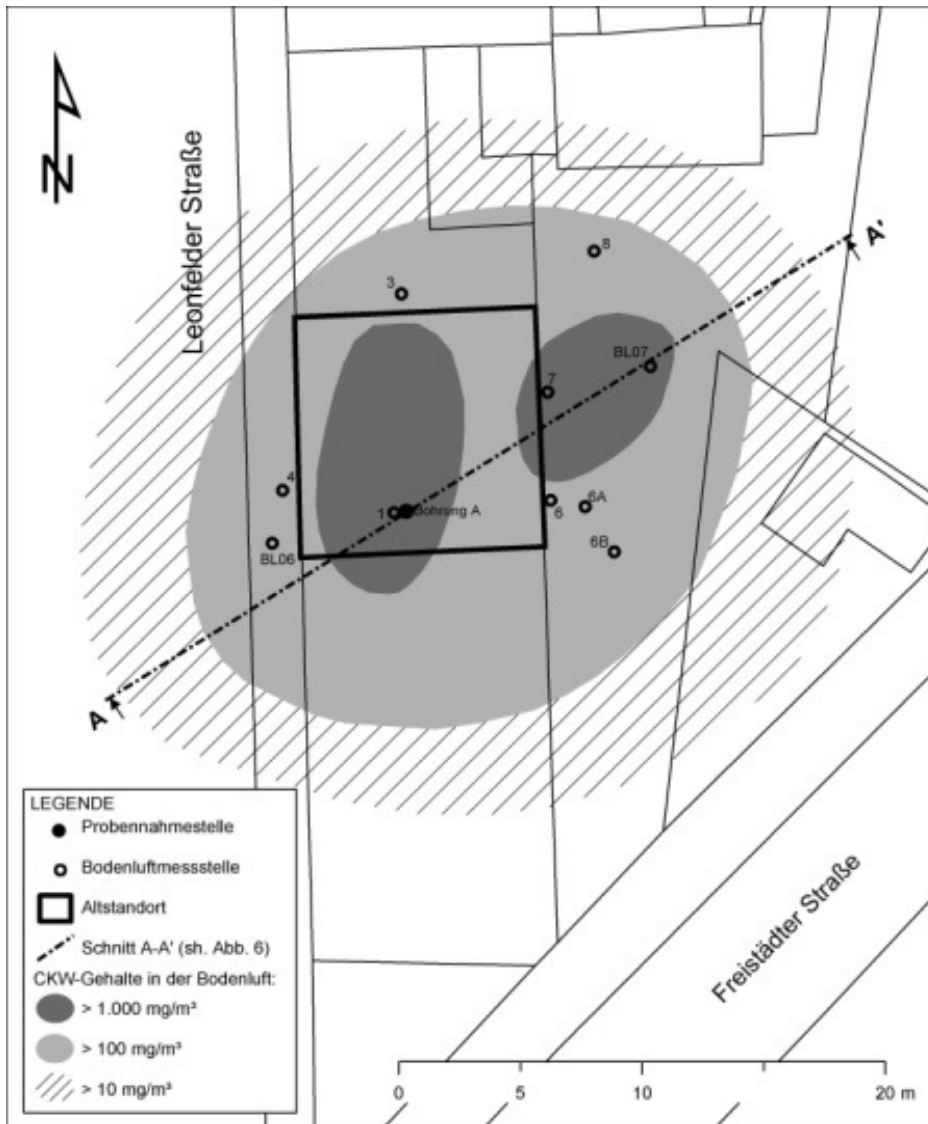 N
Leonfelder Straße
A'
8
3
BL07
7
4
1
Bohrung A
6
6A
BL06
6B
A
LEGENDE
Probennahmestelle
Bodenluftmessstelle
Altstandort
Schnitt A-A' (sh. Abb. 6)
CKW-Gehalte in der Bodenluft:
> 1.000 mg/m³
> 100 mg/m³
> 10 mg/m³
Freistädter Straße
0 5 10 20 m